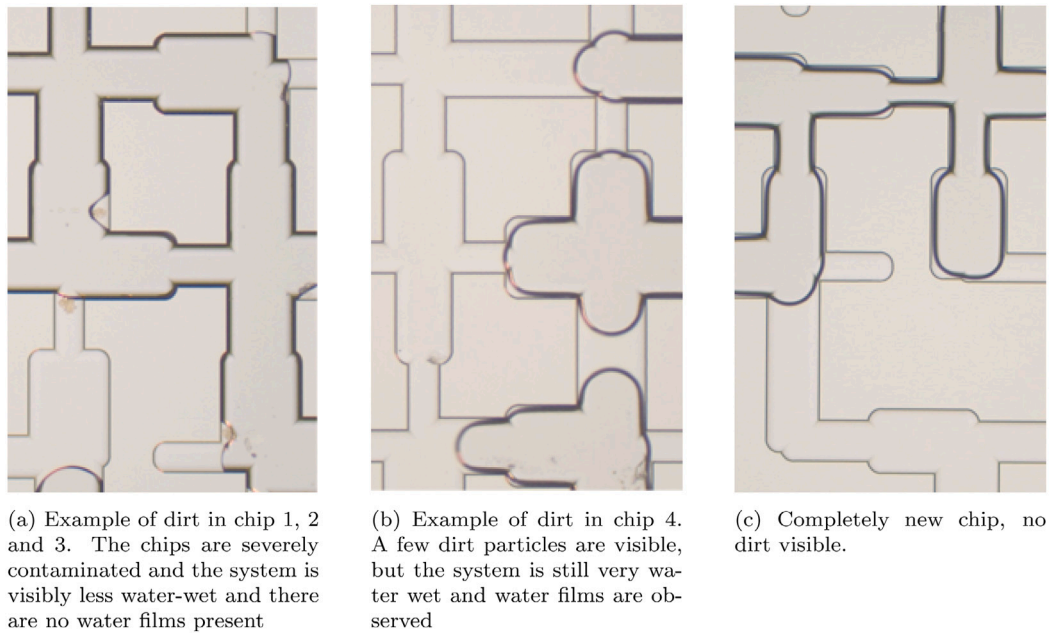 (a) Example of dirt in chip 1, 2
and 3. The chips are severely
contaminated and the system is
visibly less water-wet and there
are no water films present
(b) Example of dirt in chip 4.
A few dirt particles are visible,
but the system is still very wa-
ter wet and water films are ob-
served
(c) Completely new chip, no
dirt visible.